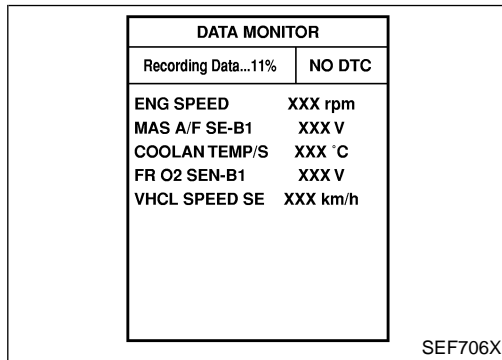 DATA MONITOR
Recording Data...11% NO DTC
ENG SPEED XXX rpm
MAS A/F SE-B1 XXX V
COOLAN TEMP/S XXX °C
FR O2 SEN-B1 XXX V
VHCL SPEED SE XXX km/h
SEF706X